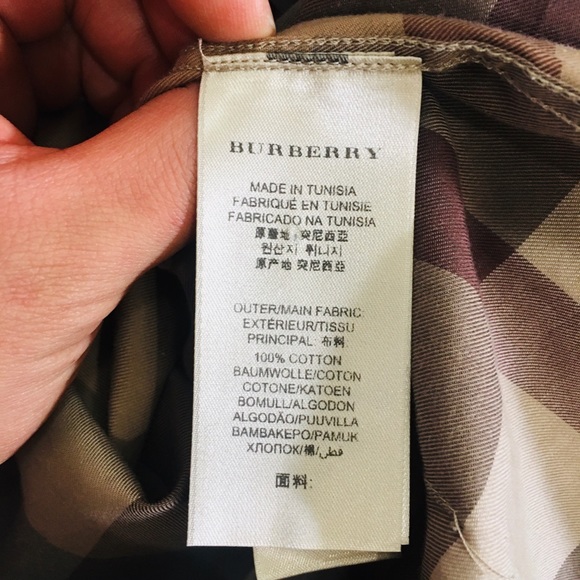 BURBERRY
MADE IN TUNISIA
FABRIQUÉ EN TUNISIE
FABRICADO NA TUNISIA
原產地 突尼西亞
원산지 튀니지
原产地 突尼西亞
OUTER/MAIN FABRIC:
EXTÉRIEUR/TISSU
PRINCIPAL: 布料
100% COTTON
BAUMWOLLE/COTON
COTONE/KATOEN
BOMULL/ALGODON
ALGODÃO/PUUVILLA
ΒΑΜΒΑΚΕΡΟ/PAMUK
ХЛОПОК/棉/قطن
面料: